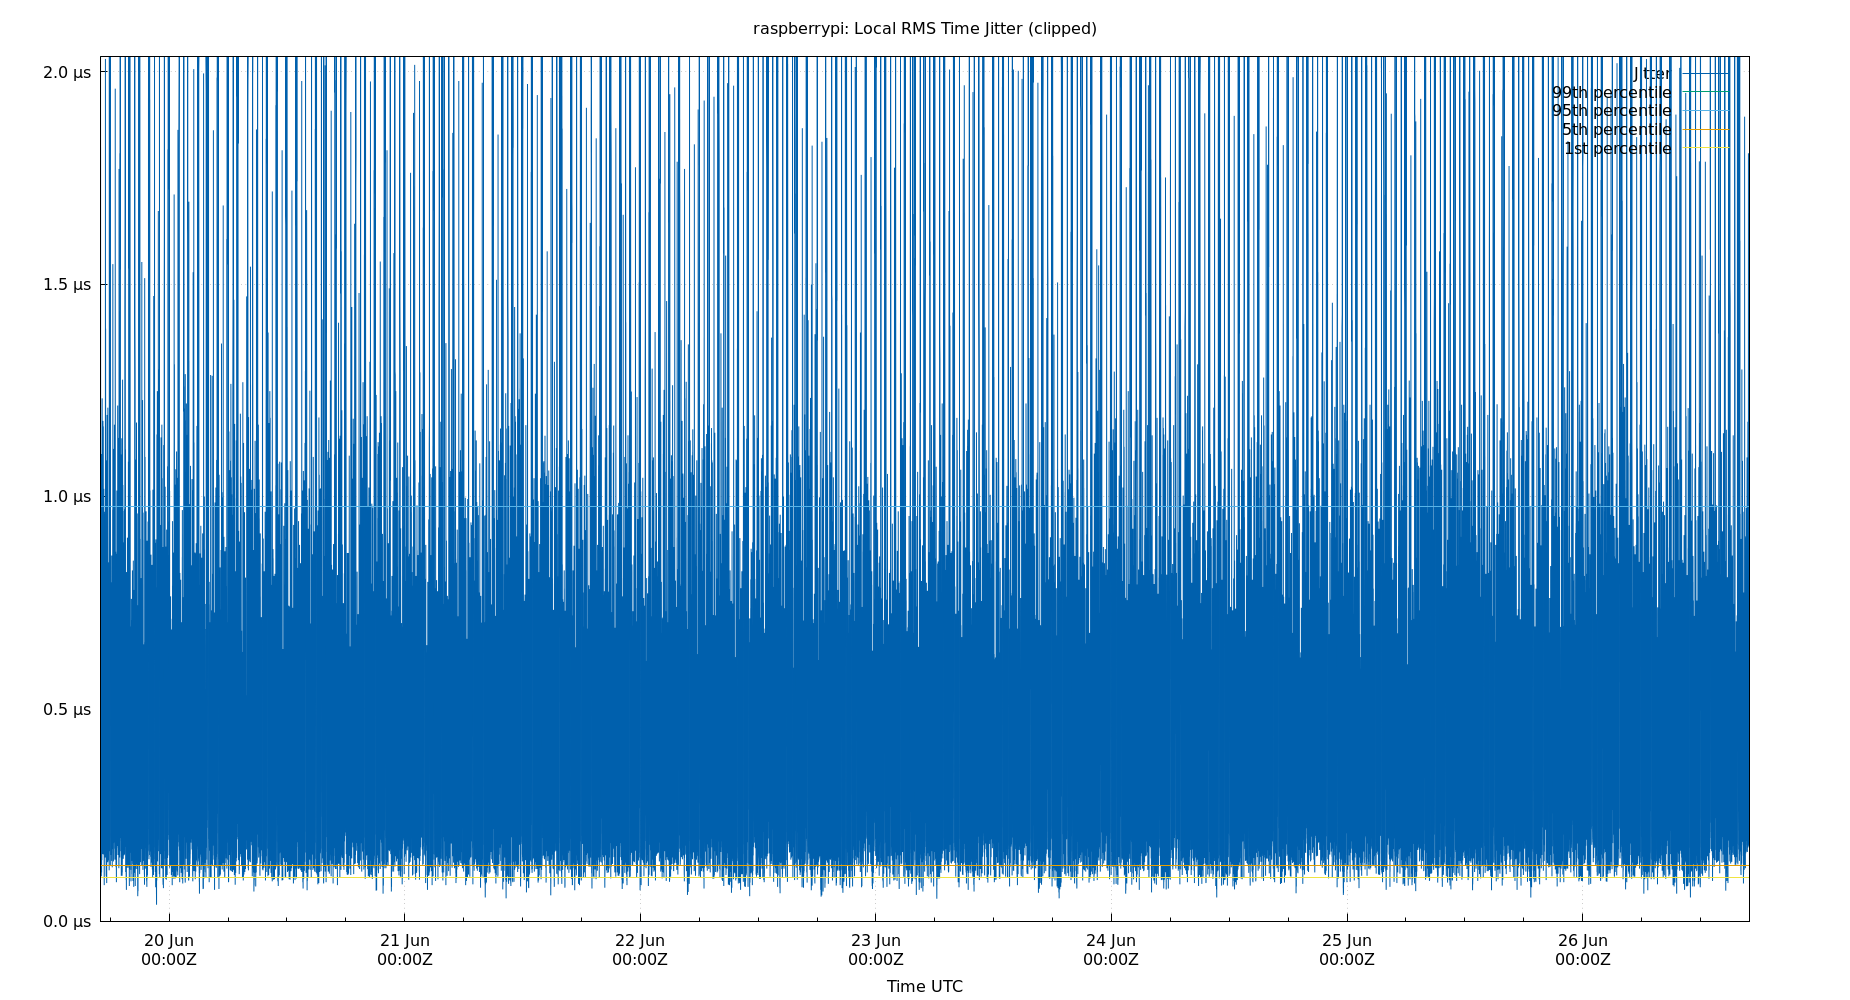 raspberrypi: Local RMS Time Jitter (clipped)
2.0 µs
1.5 µs
1.0 µs
0.5 µs
0.0 µs
Jitter
99th percentile
95th percentile
5th percentile
1st percentile
20 Jun 21 Jun 22 Jun 23 Jun 24 Jun 25 Jun 26 Jun
00:00Z 00:00Z 00:00Z 00:00Z 00:00Z 00:00Z 00:00Z
Time UTC